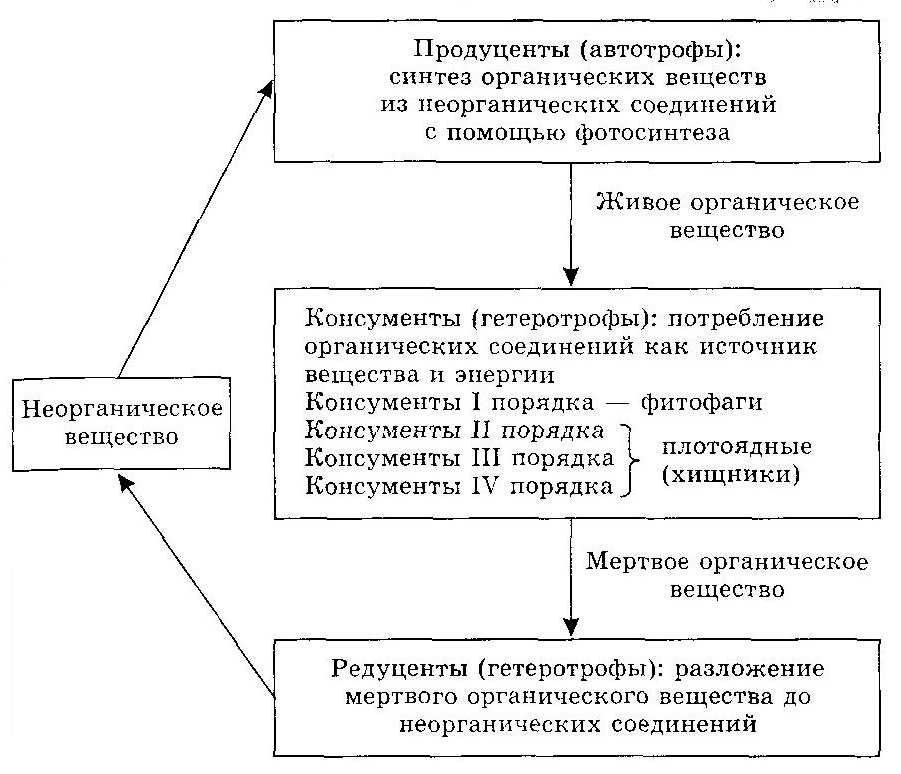 Продуценты (автотрофы):
синтез органических веществ
из неорганических соединений
с помощью фотосинтеза
Живое органическое
вещество
Консументы (гетеротрофы): потребление
органических соединений как источник
вещества и энергии
Консументы I порядка — фитофаги
Консументы II порядка
Консументы III порядка
Консументы IV порядка
плотоядные
(хищники)
Неорганическое
вещество
Мертвое органическое
вещество
Редуценты (гетеротрофы): разложение
мертвого органического вещества до
неорганических соединений